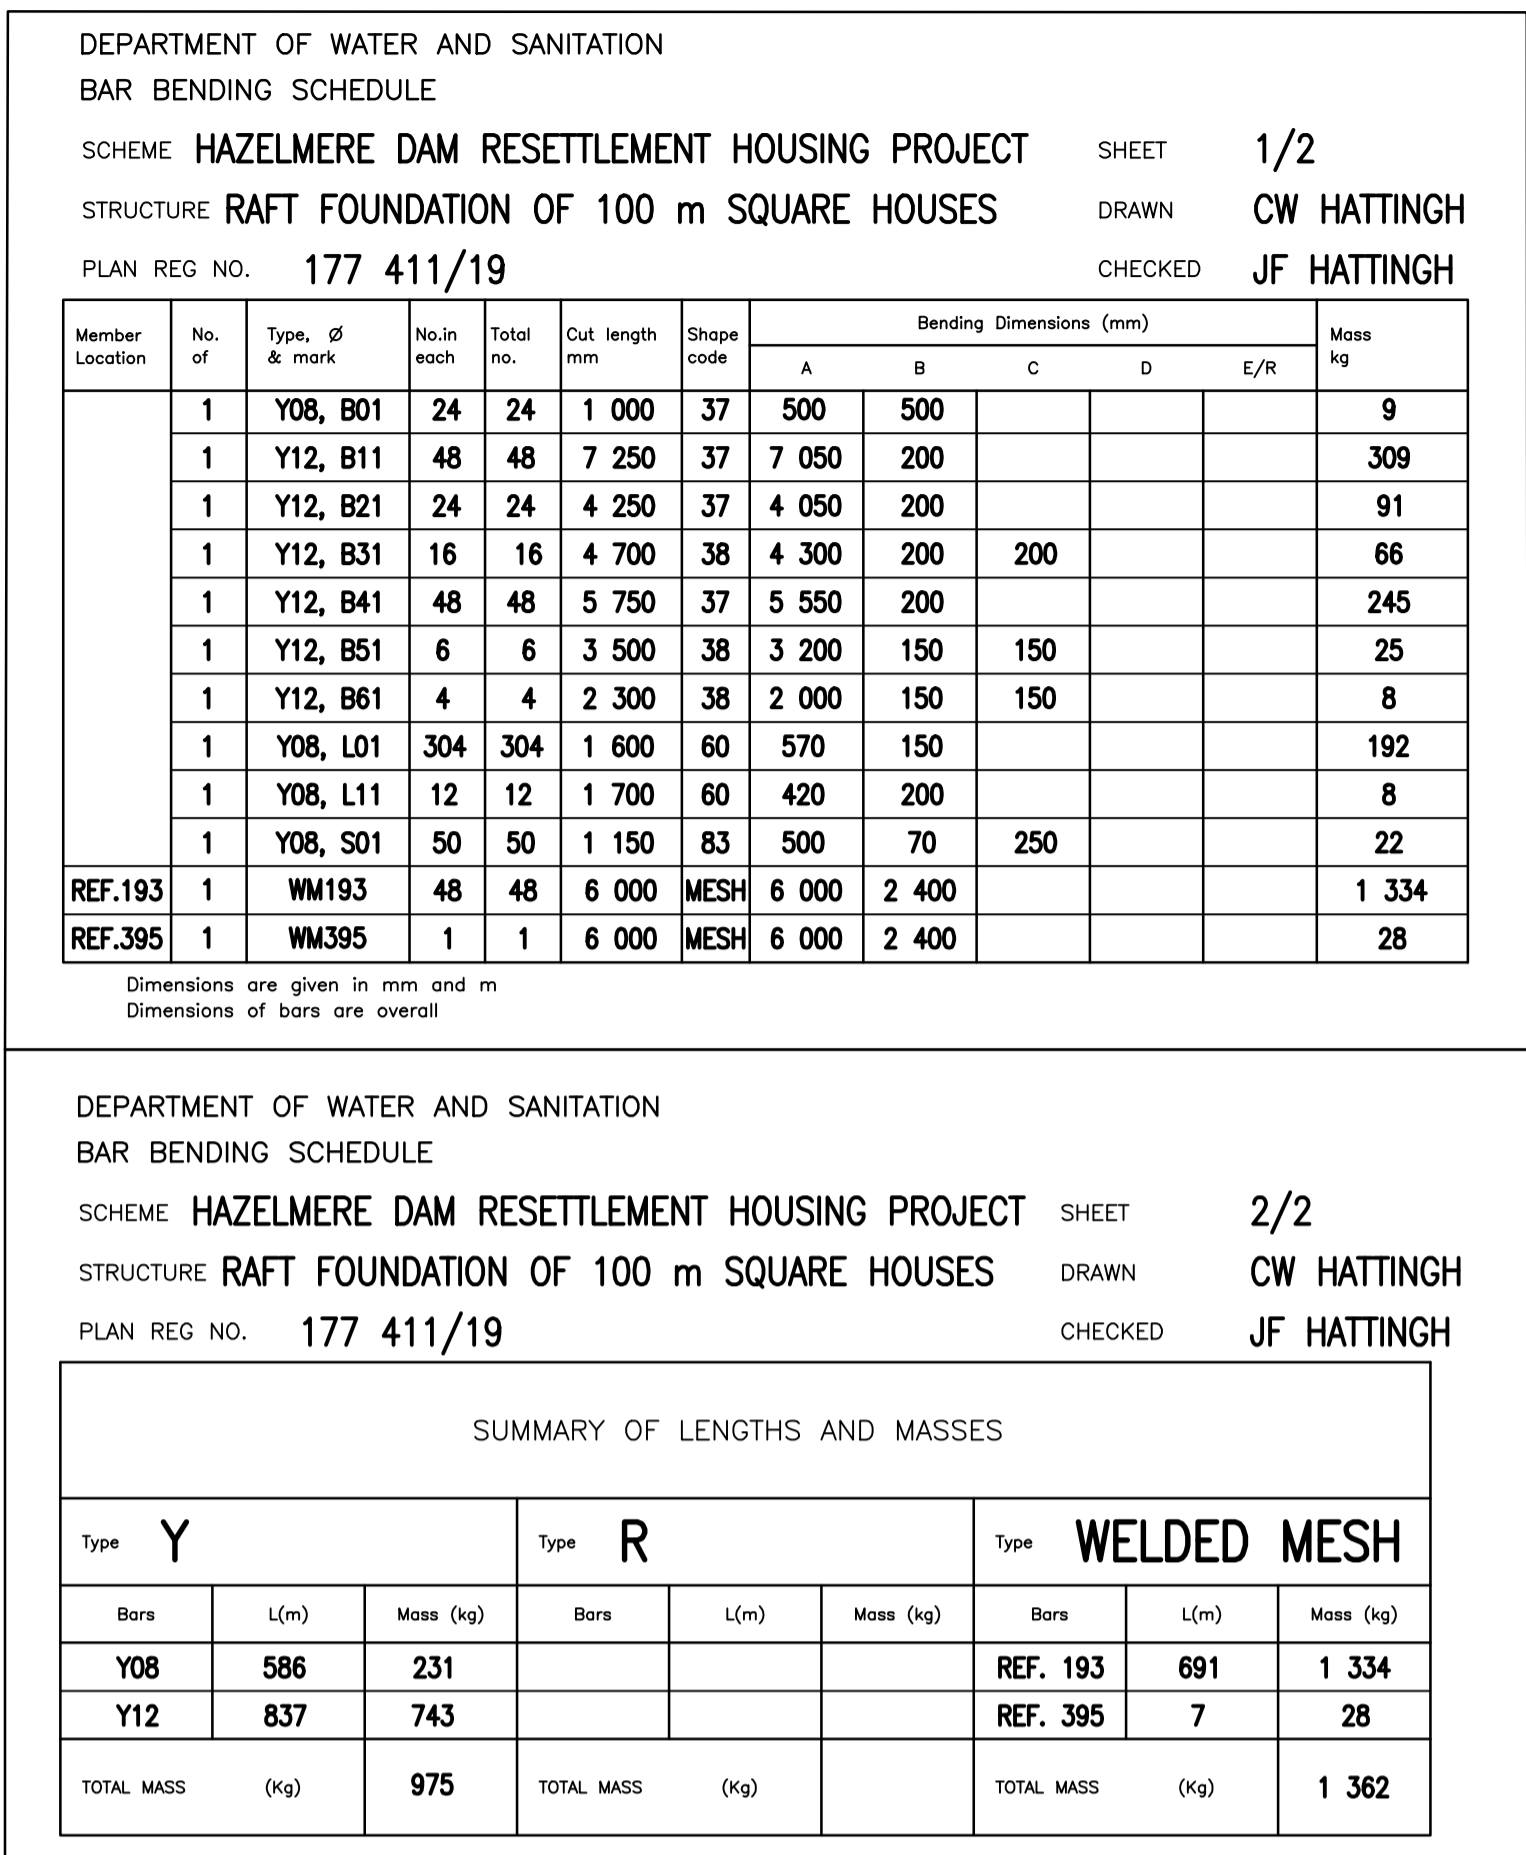 DEPARTMENT OF WATER AND SANITATION
BAR BENDING SCHEDULE
SCHEME HAZELMERE DAM RESETTLEMENT HOUSING PROJECT SHEET 1/2
STRUCTURE RAFT FOUNDATION OF 100 m SQUARE HOUSES DRAWN CW HATTINGH
PLAN REG NO. 177 411/19 CHECKED JF HATTINGH
Member Location No. of Type, Ø & mark No.in each Total no. Cut length mm Shape code Bending Dimensions (mm) Mass kg
A B C D E/R
1 Y08, B01 24 24 1 000 37 500 500 9
1 Y12, B11 48 48 7 250 37 7 050 200 309
1 Y12, B21 24 24 4 250 37 4 050 200 91
1 Y12, B31 16 16 4 700 38 4 300 200 200 66
1 Y12, B41 48 48 5 750 37 5 550 200 245
1 Y12, B51 6 6 3 500 38 3 200 150 150 25
1 Y12, B61 4 4 2 300 38 2 000 150 150 8
1 Y08, L01 304 304 1 600 60 570 150 192
1 Y08, L11 12 12 1 700 60 420 200 8
1 Y08, S01 50 50 1 150 83 500 70 250 22
REF.193 1 WM193 48 48 6 000 MESH 6 000 2 400 1 334
REF.395 1 WM395 1 1 6 000 MESH 6 000 2 400 28
Dimensions are given in mm and m
Dimensions of bars are overall
DEPARTMENT OF WATER AND SANITATION
BAR BENDING SCHEDULE
SCHEME HAZELMERE DAM RESETTLEMENT HOUSING PROJECT SHEET 2/2
STRUCTURE RAFT FOUNDATION OF 100 m SQUARE HOUSES DRAWN CW HATTINGH
PLAN REG NO. 177 411/19 CHECKED JF HATTINGH
SUMMARY OF LENGTHS AND MASSES
Type Y Type R Type WELDED MESH
Bars L(m) Mass (kg) Bars L(m) Mass (kg) Bars L(m) Mass (kg)
Y08 586 231 REF. 193 691 1 334
Y12 837 743 REF. 395 7 28
TOTAL MASS (Kg) 975 TOTAL MASS (Kg) TOTAL MASS (Kg) 1 362